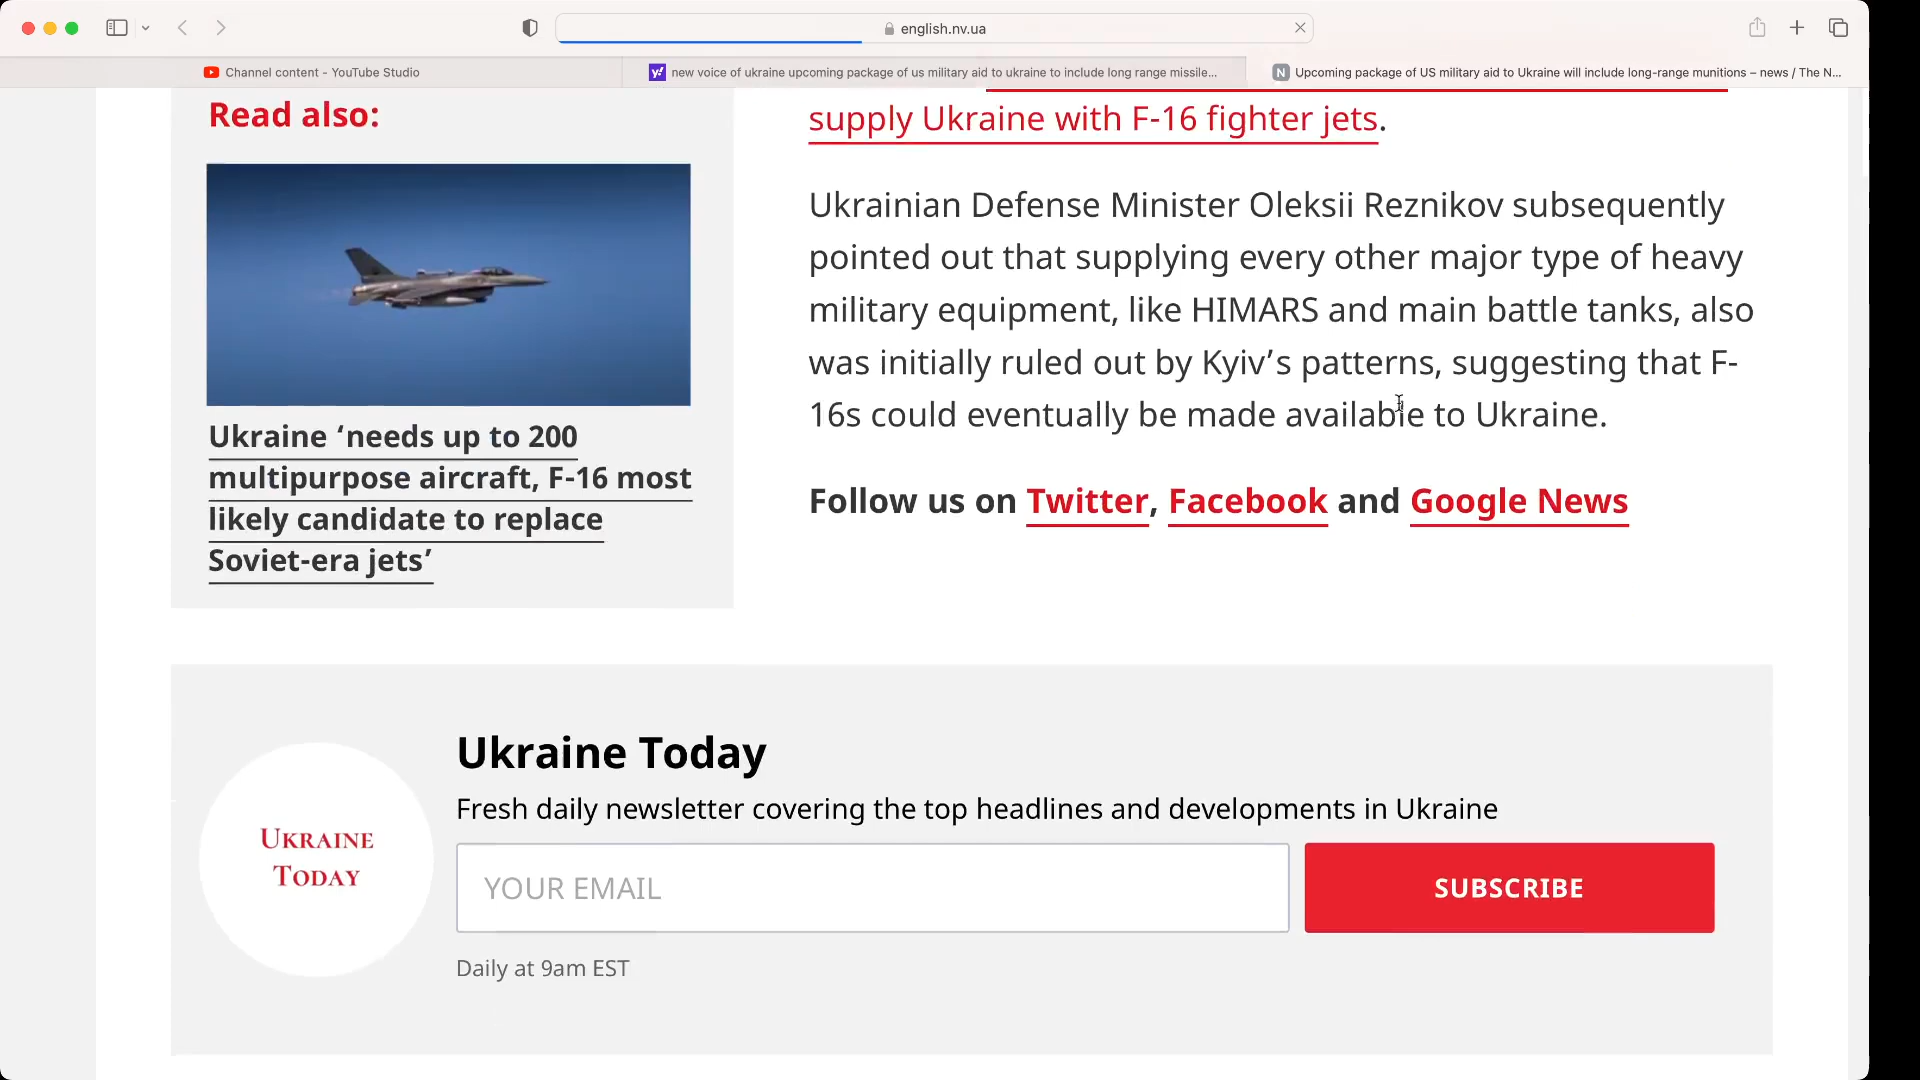 english.nv.ua
Channel content - YouTube Studio
new voice of ukraine upcoming package of us military aid to ukraine to include long range missile...
Upcoming package of US military aid to Ukraine will include long-range munitions – news / The N...
Read also:
Ukraine ‘needs up to 200
multipurpose aircraft, F-16 most
likely candidate to replace
Soviet-era jets’
supply Ukraine with F-16 fighter jets.
Ukrainian Defense Minister Oleksii Reznikov subsequently
pointed out that supplying every other major type of heavy
military equipment, like HIMARS and main battle tanks, also
was initially ruled out by Kyiv’s patterns, suggesting that F-
16s could eventually be made available to Ukraine.
Follow us on Twitter, Facebook and Google News
UKRAINE
TODAY
Ukraine Today
Fresh daily newsletter covering the top headlines and developments in Ukraine
YOUR EMAIL
SUBSCRIBE
Daily at 9am EST